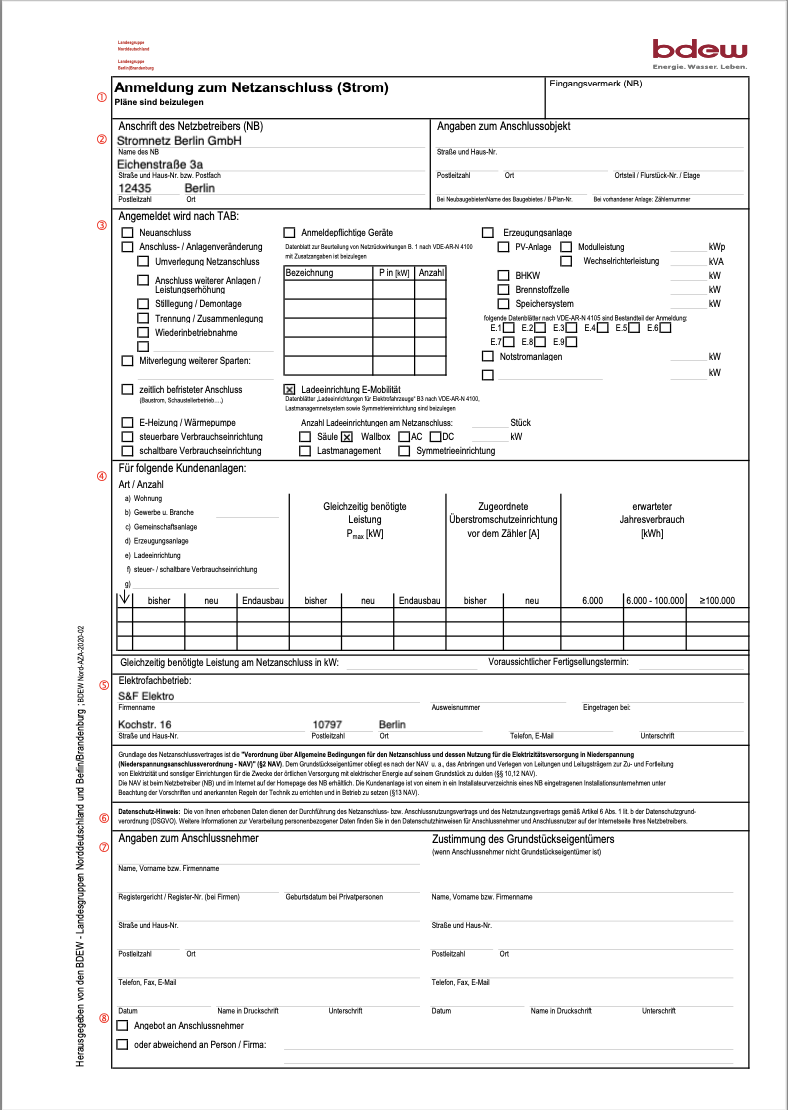 Landesgruppe
Norddeutschland
Landesgruppe
Berlin/Brandenburg
bdew
Energie. Wasser. Leben.
① Anmeldung zum Netzanschluss (Strom)
Pläne sind beizulegen
Eingangsvermerk (NB)
② Anschrift des Netzbetreibers (NB)
Stromnetz Berlin GmbH
Name des NB
Eichenstraße 3a
Straße und Haus-Nr. bzw. Postfach
12435 Berlin
Postleitzahl Ort
Angaben zum Anschlussobjekt
Straße und Haus-Nr.
Postleitzahl Ort Ortsteil / Flurstück-Nr. / Etage
Bei NeubaugebietenName des Baugebietes / B-Plan-Nr. Bei vorhandener Anlage: Zählernummer
③ Angemeldet wird nach TAB:
Neuanschluss
Anschluss- / Anlagenveränderung
Umverlegung Netzanschluss
Anschluss weiterer Anlagen /
Leistungserhöhung
Stilllegung / Demontage
Trennung / Zusammenlegung
Wiederinbetriebnahme
Mitverlegung weiterer Sparten:
zeitlich befristeter Anschluss
(Baustrom, Schaustellerbetrieb....)
E-Heizung / Wärmepumpe
steuerbare Verbrauchseinrichtung
schaltbare Verbrauchseinrichtung
Anmeldepflichtige Geräte
Datenblatt zur Beurteilung von Netzrückwirkungen B. 1 nach VDE-AR-N 4100
mit Zusatzangaben ist beizulegen
Bezeichnung P in [kW] Anzahl
Ladeeinrichtung E-Mobilität
Datenblätter „Ladeeinrichtungen für Elektrofahrzeuge" B3 nach VDE-AR-N 4100,
Lastmanagemnetsystem sowie Symmetrieeinrichtung sind beizulegen
Anzahl Ladeeinrichtungen am Netzanschluss: Stück
Säule Wallbox AC DC kW
Lastmanagement Symmetrieeinrichtung
Erzeugungsanlage
PV-Anlage Modulleistung kWp
Wechselrichterleistung kVA
BHKW kW
Brennstoffzelle kW
Speichersystem kW
folgende Datenblätter nach VDE-AR-N 4105 sind Bestandteil der Anmeldung:
E.1 E.2 E.3 E.4 E.5 E.6
E.7 E.8 E.9
Notstromanlagen kW
kW
④ Für folgende Kundenanlagen:
Art / Anzahl
a) Wohnung
b) Gewerbe u. Branche
c) Gemeinschaftsanlage
d) Erzeugungsanlage
e) Ladeeinrichtung
f) steuer- / schaltbare Verbrauchseinrichtung
g)
Gleichzeitig benötigte
Leistung
Pmax [kW]
Zugeordnete
Überstromschutzeinrichtung
vor dem Zähler [A]
erwarteter
Jahresverbrauch
[kWh]
bisher neu Endausbau bisher neu Endausbau bisher neu 6.000 6.000 - 100.000 ≥100.000
Gleichzeitig benötigte Leistung am Netzanschluss in kW: Voraussichtlicher Fertigsellungstermin:
⑤ Elektrofachbetrieb:
S&F Elektro
Firmenname Ausweisnummer Eingetragen bei:
Kochstr. 16 10797 Berlin
Straße und Haus-Nr. Postleitzahl Ort Telefon, E-Mail Unterschrift
Grundlage des Netzanschlussvertrages ist die "Verordnung über Allgemeine Bedingungen für den Netzanschluss und dessen Nutzung für die Elektrizitätsversorgung in Niederspannung
(Niederspannungsanschlussverordnung - NAV)" (§2 NAV). Dem Grundstückseigentümer obliegt es nach der NAV u. a., das Anbringen und Verlegen von Leitungen und Leitungsträgern zur Zu- und Fortleitung
von Elektrizität und sonstiger Einrichtungen für die Zwecke der örtlichen Versorgung mit elektrischer Energie auf seinem Grundstück zu dulden (§§ 10,12 NAV).
Die NAV ist beim Netzbetreiber (NB) und im Internet auf der Homepage des NB erhältlich. Die Kundenanlage ist von einem in ein Installateurverzeichnis eines NB eingetragenen Installationsunternehmen unter
Beachtung der Vorschriften und anerkannten Regeln der Technik zu errichten und in Betrieb zu setzen (§13 NAV).
⑥ Datenschutz-Hinweis: Die von Ihnen erhobenen Daten dienen der Durchführung des Netzanschluss- bzw. Anschlussnutzungsvertrags und des Netznutzungsvertrags gemäß Artikel 6 Abs. 1 lit. b der Datenschutzgrund-
verordnung (DSGVO). Weitere Informationen zur Verarbeitung personenbezogener Daten finden Sie in den Datenschutzhinweisen für Anschlussnehmer und Anschlussnutzer auf der Internetseite Ihres Netzbetreibers.
⑦ Angaben zum Anschlussnehmer
Name, Vorname bzw. Firmenname
Registergericht / Register-Nr. (bei Firmen) Geburtsdatum bei Privatpersonen
Straße und Haus-Nr.
Postleitzahl Ort
Telefon, Fax, E-Mail
Datum Name in Druckschrift Unterschrift
Zustimmung des Grundstückseigentümers
(wenn Anschlussnehmer nicht Grundstückseigentümer ist)
Name, Vorname bzw. Firmenname
Straße und Haus-Nr.
Postleitzahl Ort
Telefon, Fax, E-Mail
Datum Name in Druckschrift Unterschrift
⑧ Angebot an Anschlussnehmer
oder abweichend an Person / Firma:
Herausgegeben von den BDEW - Landesgruppen Norddeutschland und Berlin/Brandenburg ; BDEW Nord-AZA-2020-02